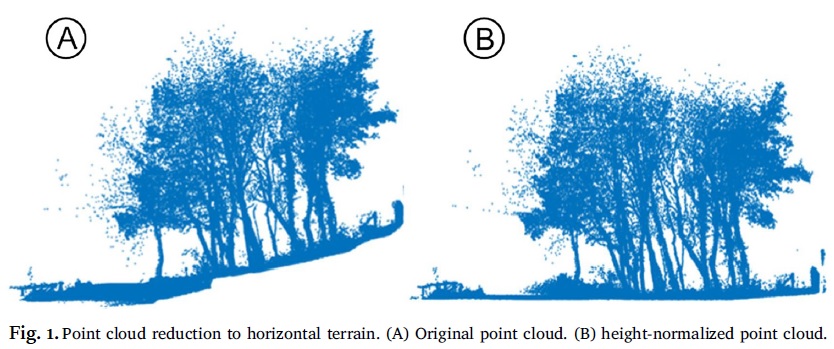 A
B
Fig. 1. Point cloud reduction to horizontal terrain. (A) Original point cloud. (B) height-normalized point cloud.